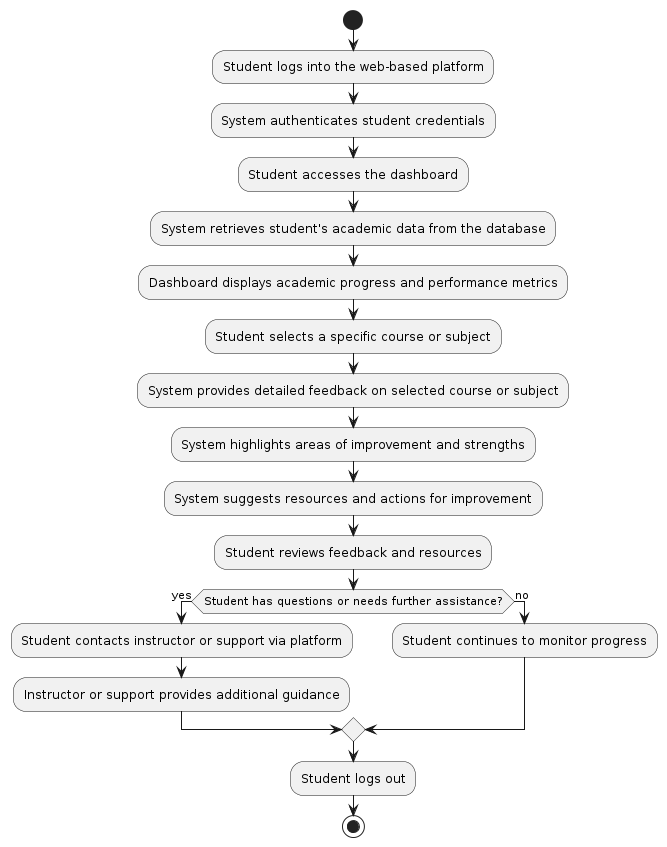 Student logs into the web-based platform
System authenticates student credentials
Student accesses the dashboard
System retrieves student's academic data from the database
Dashboard displays academic progress and performance metrics
Student selects a specific course or subject
System provides detailed feedback on selected course or subject
System highlights areas of improvement and strengths
System suggests resources and actions for improvement
Student reviews feedback and resources
yes
Student has questions or needs further assistance?
no
Student contacts instructor or support via platform
Student continues to monitor progress
Instructor or support provides additional guidance
Student logs out